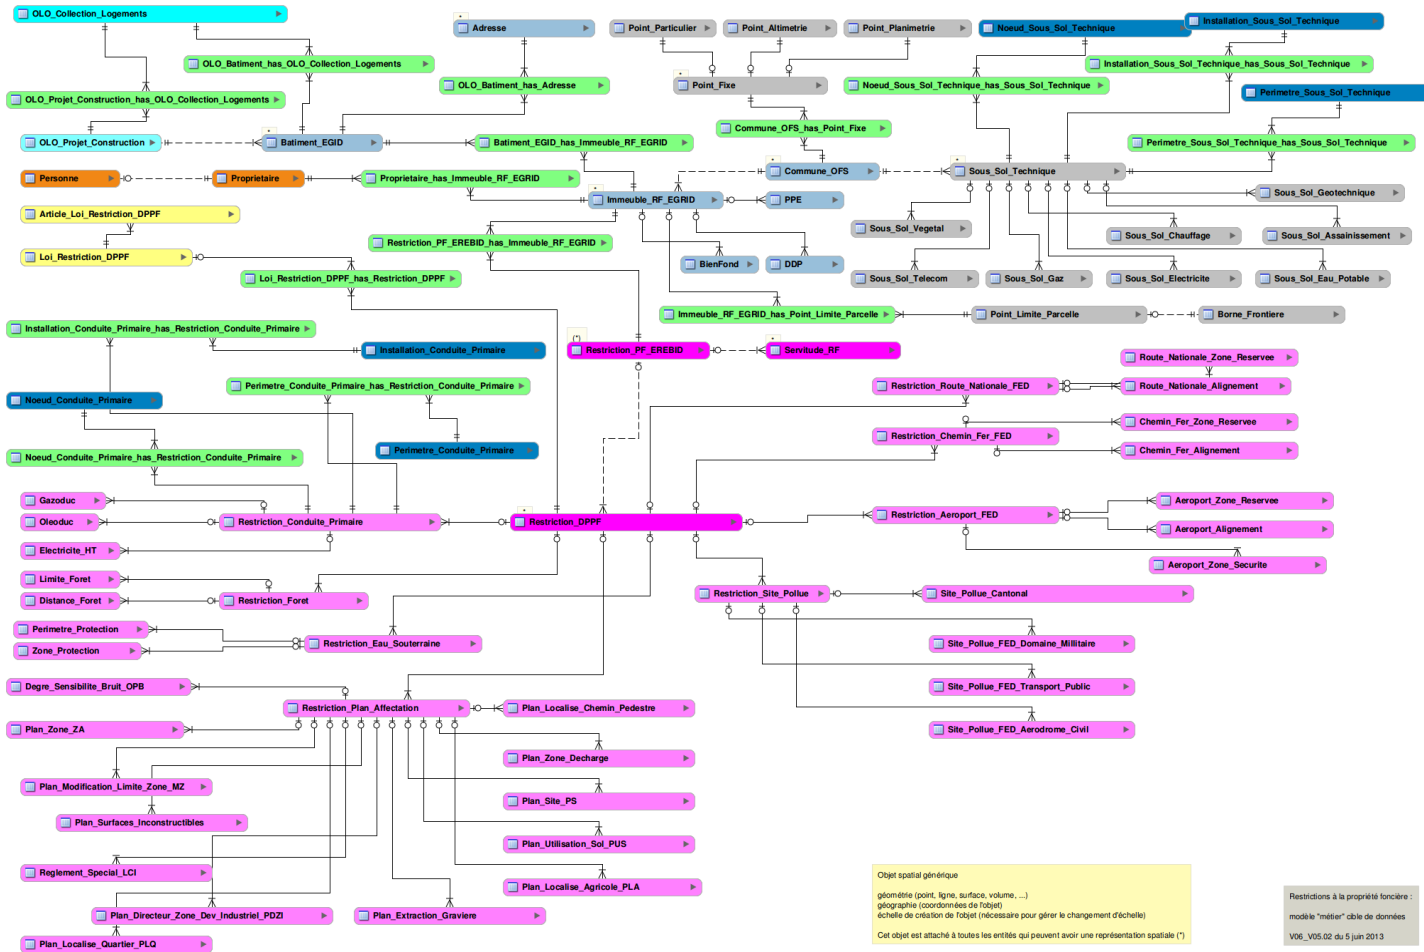 OLO_Collection_Logements
*
Adresse
Point_Particulier
Point_Altimetrie
Point_Planimetrie
Noeud_Sous_Sol_Technique
Installation_Sous_Sol_Technique
OLO_Batiment_has_OLO_Collection_Logements
Installation_Sous_Sol_Technique_has_Sous_Sol_Technique
OLO_Batiment_has_Adresse
*
Point_Fixe
Noeud_Sous_Sol_Technique_has_Sous_Sol_Technique
Perimetre_Sous_Sol_Technique
OLO_Projet_Construction_has_OLO_Collection_Logements
Commune_OFS_has_Point_Fixe
OLO_Projet_Construction
*
Batiment_EGID
Batiment_EGID_has_Immeuble_RF_EGRID
Perimetre_Sous_Sol_Technique_has_Sous_Sol_Technique
Personne
Proprietaire
Proprietaire_has_Immeuble_RF_EGRID
*
Commune_OFS
*
Sous_Sol_Technique
*
Immeuble_RF_EGRID
PPE
Sous_Sol_Geotechnique
Article_Loi_Restriction_DPPF
Sous_Sol_Vegetal
Sous_Sol_Chauffage
Sous_Sol_Assainissement
Restriction_PF_EREBID_has_Immeuble_RF_EGRID
Loi_Restriction_DPPF
BienFond
DDP
Loi_Restriction_DPPF_has_Restriction_DPPF
Sous_Sol_Telecom
Sous_Sol_Gaz
Sous_Sol_Electricite
Sous_Sol_Eau_Potable
Immeuble_RF_EGRID_has_Point_Limite_Parcelle
Point_Limite_Parcelle
Borne_Frontiere
Installation_Conduite_Primaire_has_Restriction_Conduite_Primaire
Installation_Conduite_Primaire
(*)
Restriction_PF_EREBID
*
Servitude_RF
Route_Nationale_Zone_Reservee
Perimetre_Conduite_Primaire_has_Restriction_Conduite_Primaire
Restriction_Route_Nationale_FED
Route_Nationale_Alignement
Noeud_Conduite_Primaire
Chemin_Fer_Zone_Reservee
Restriction_Chemin_Fer_FED
Perimetre_Conduite_Primaire
Chemin_Fer_Alignement
Noeud_Conduite_Primaire_has_Restriction_Conduite_Primaire
Gazoduc
Aeroport_Zone_Reservee
Oleoduc
Restriction_Conduite_Primaire
*
Restriction_DPPF
Restriction_Aeroport_FED
Aeroport_Alignement
Electricite_HT
Aeroport_Zone_Securite
Limite_Foret
Distance_Foret
Restriction_Foret
Restriction_Site_Pollue
Site_Pollue_Cantonal
Perimetre_Protection
Restriction_Eau_Souterraine
Site_Pollue_FED_Domaine_Millitaire
Zone_Protection
Degre_Sensibilite_Bruit_OPB
Site_Pollue_FED_Transport_Public
Restriction_Plan_Affectation
Plan_Localise_Chemin_Pedestre
Plan_Zone_ZA
Site_Pollue_FED_Aerodrome_Civil
Plan_Zone_Decharge
Plan_Modification_Limite_Zone_MZ
Plan_Site_PS
Plan_Surfaces_Inconstructibles
Plan_Utilisation_Sol_PUS
Reglement_Special_LCI
Plan_Localise_Agricole_PLA
Plan_Directeur_Zone_Dev_Industriel_PDZI
Plan_Extraction_Graviere
Plan_Localise_Quartier_PLQ
Objet spatial générique
géométrie (point, ligne, surface, volume, ...)
géographie (coordonnées de l'objet)
échelle de création de l'objet (nécessaire pour gérer le changement d'échelle)
Cet objet est attaché à toutes les entités qui peuvent avoir une représentation spatiale (*)
Restrictions à la propriété foncière :
modèle "métier" cible de données
V06_V05.02 du 5 juin 2013